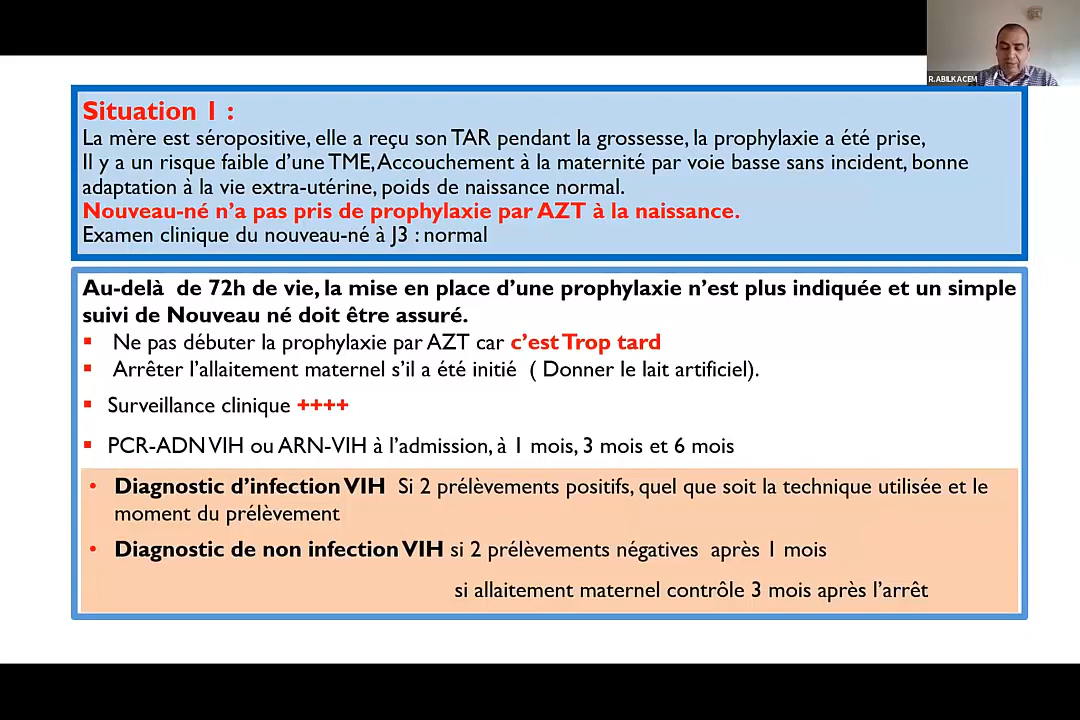 R.ABILKACEM
Situation 1 :
La mère est séropositive, elle a reçu son TAR pendant la grossesse, la prophylaxie a été prise,
Il y a un risque faible d'une TME, Accouchement à la maternité par voie basse sans incident, bonne
adaptation à la vie extra-utérine, poids de naissance normal.
Nouveau-né n'a pas pris de prophylaxie par AZT à la naissance.
Examen clinique du nouveau-né à J3 : normal
Au-delà de 72h de vie, la mise en place d'une prophylaxie n'est plus indiquée et un simple
suivi de Nouveau né doit être assuré.
▪ Ne pas débuter la prophylaxie par AZT car c'est Trop tard
▪ Arrêter l'allaitement maternel s'il a été initié ( Donner le lait artificiel).
▪ Surveillance clinique ++++
▪ PCR-ADN VIH ou ARN-VIH à l'admission, à 1 mois, 3 mois et 6 mois
• Diagnostic d'infection VIH Si 2 prélèvements positifs, quel que soit la technique utilisée et le
moment du prélèvement
• Diagnostic de non infection VIH si 2 prélèvements négatives après 1 mois
si allaitement maternel contrôle 3 mois après l'arrêt